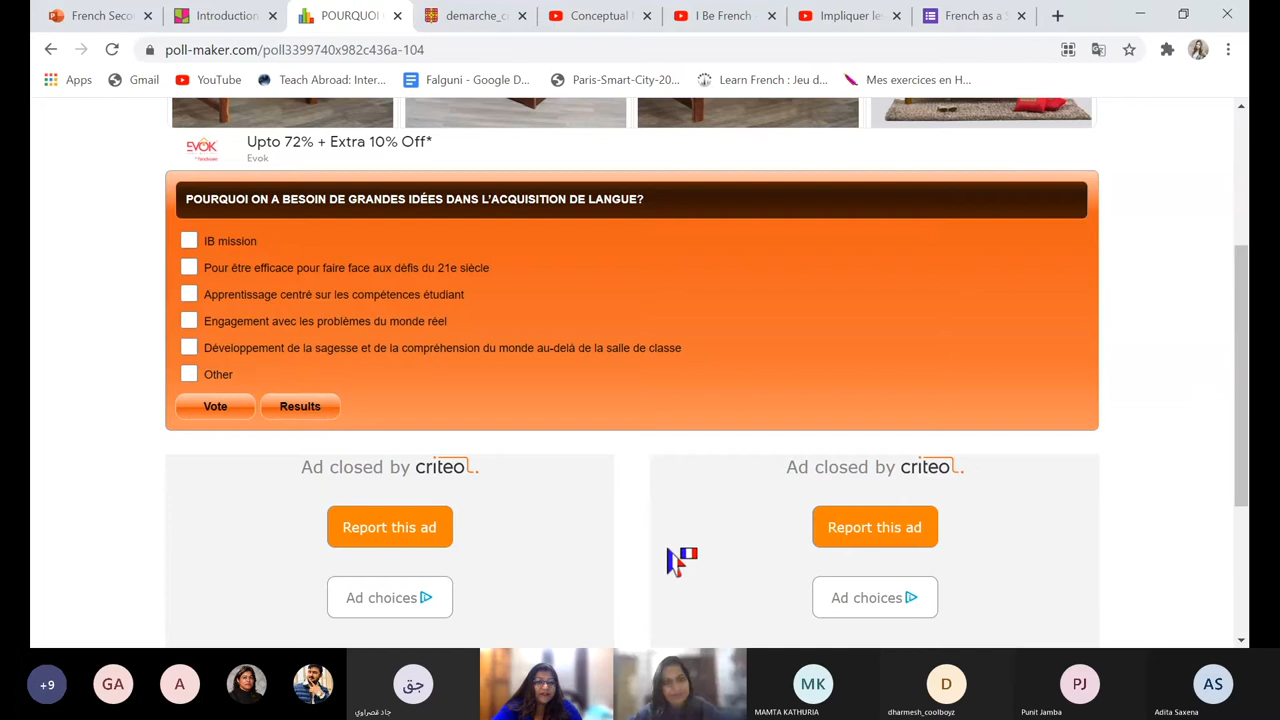 French Seco
Introduction
POURQUOI
demarche_c
Conceptual
I Be French
Impliquer le
French as a S
poll-maker.com/poll3399740x982c436a-104
Apps
Gmail
YouTube
Teach Abroad: Inter...
Falguni - Google D...
Paris-Smart-City-20...
Learn French : Jeu d...
Mes exercices en H...
EVOK
Upto 72% + Extra 10% Off*
Evok
POURQUOI ON A BESOIN DE GRANDES IDÉES DANS L'ACQUISITION DE LANGUE?
IB mission
Pour être efficace pour faire face aux défis du 21e siècle
Apprentissage centré sur les compétences étudiant
Engagement avec les problèmes du monde réel
Développement de la sagesse et de la compréhension du monde au-delà de la salle de classe
Other
Vote
Results
Ad closed by criteo.
Ad closed by criteo.
Report this ad
Report this ad
Ad choices
Ad choices
+9
GA
A
جق
MK
D
PJ
AS
جاد قصراوي
MAMTA KATHURIA
dharmesh_coolboyz
Punit Jamba
Adita Saxena